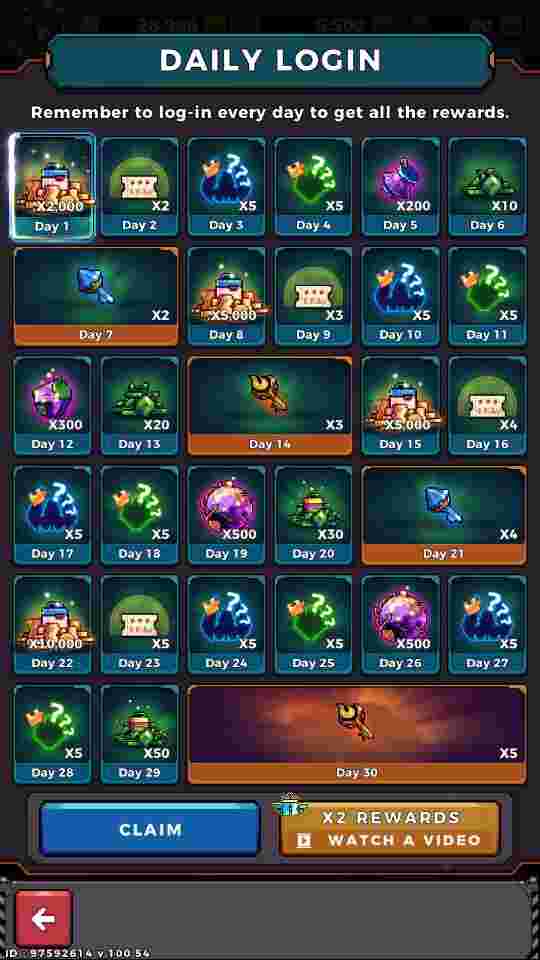 DAILY LOGIN
Remember to log-in every day to get all the rewards.
X2,000 X2 X5 X5 X200 X10
Day 1 Day 2 Day 3 Day 4 Day 5 Day 6
X2 X5,000 X3 X5 X5
Day 7 Day 8 Day 9 Day 10 Day 11
X300 X20 X3 X5,000 X4
Day 12 Day 13 Day 14 Day 15 Day 16
X5 X5 X500 X30 X4
Day 17 Day 18 Day 19 Day 20 Day 21
X10,000 X5 X5 X5 X500 X5
Day 22 Day 23 Day 24 Day 25 Day 26 Day 27
X5 X50 X5
Day 28 Day 29 Day 30
CLAIM
X2 REWARDS
WATCH A VIDEO
ID : 97592614 v.100.54